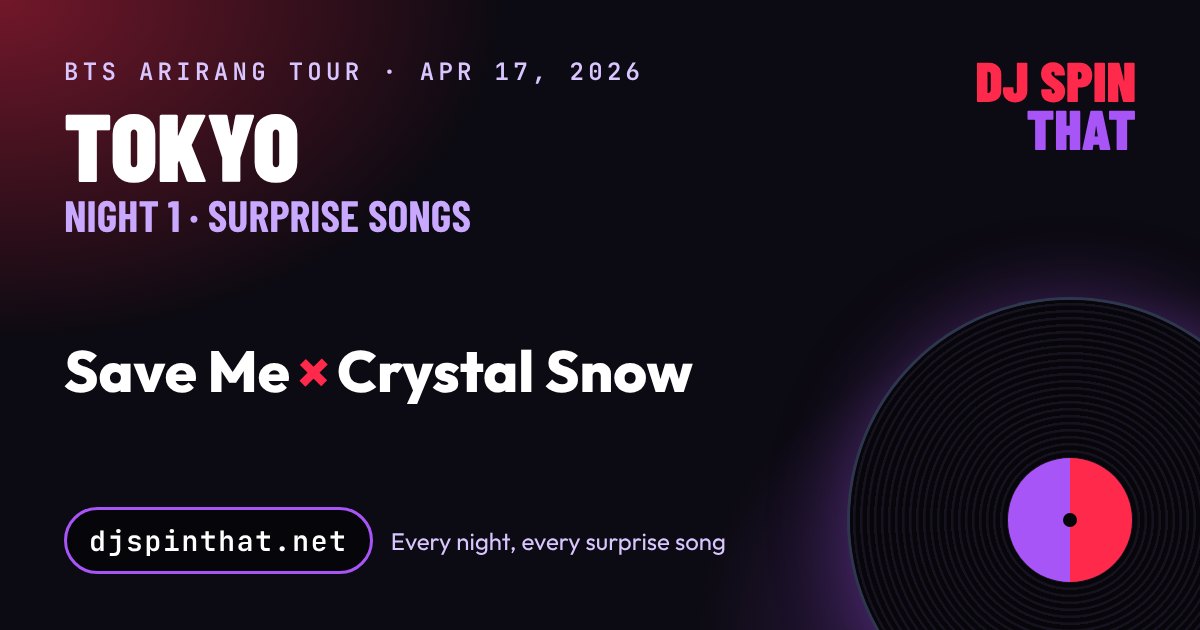 BTS ARIRANG TOUR · APR 17, 2026
TOKYO
NIGHT 1 · SURPRISE SONGS
DJ SPIN
THAT
Save Me × Crystal Snow
djspinthat.net
Every night, every surprise song